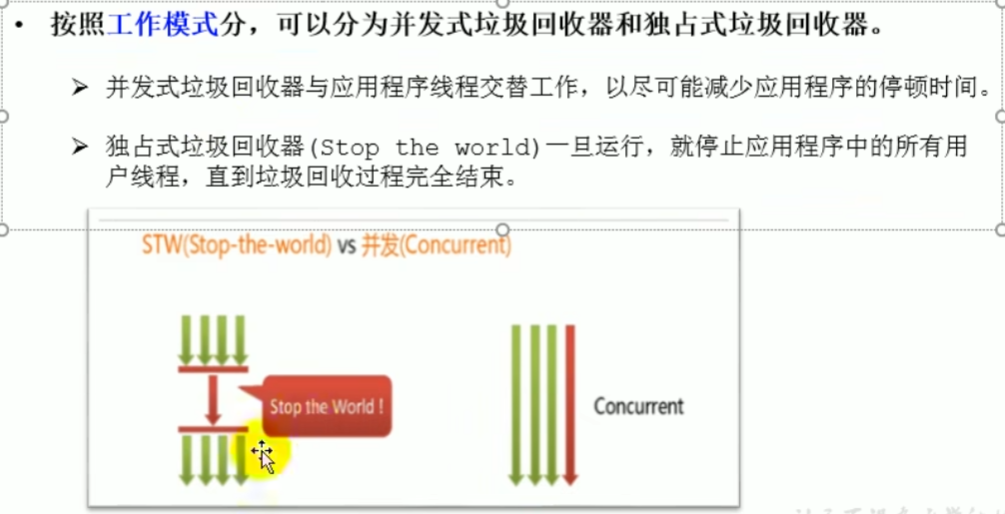 • 按照工作模式分，可以分为并发式垃圾回收器和独占式垃圾回收器。
➢ 并发式垃圾回收器与应用程序线程交替工作，以尽可能减少应用程序的停顿时间。
➢ 独占式垃圾回收器(Stop the world)一旦运行，就停止应用程序中的所有用
户线程，直到垃圾回收过程完全结束。
STW(Stop-the-world) vs 并发(Concurrent)
Stop the World !
Concurrent